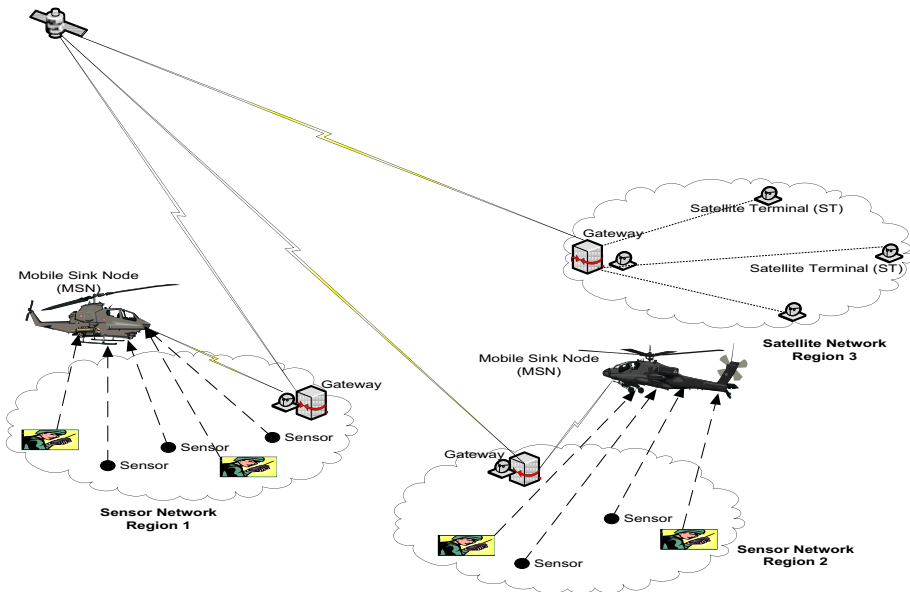 Satellite Terminal (ST)
Gateway
Satellite Terminal (ST)
Satellite Network
Region 3
Mobile Sink Node
(MSN)
Gateway
Sensor
Sensor
Sensor
Sensor Network
Region 1
Mobile Sink Node
(MSN)
Gateway
Sensor
Sensor
Sensor Network
Region 2